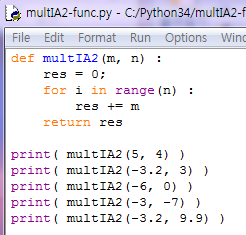 multIA2-func.py - C:/Python34/multIA2-f
File Edit Format Run Options Window
def multIA2(m, n) :
    res = 0;
    for i in range(n) :
        res += m
    return res

print( multIA2(5, 4) )
print( multIA2(-3.2, 3) )
print( multIA2(-6, 0) )
print( multIA2(-3, -7) )
print( multIA2(-3.2, 9.9) )